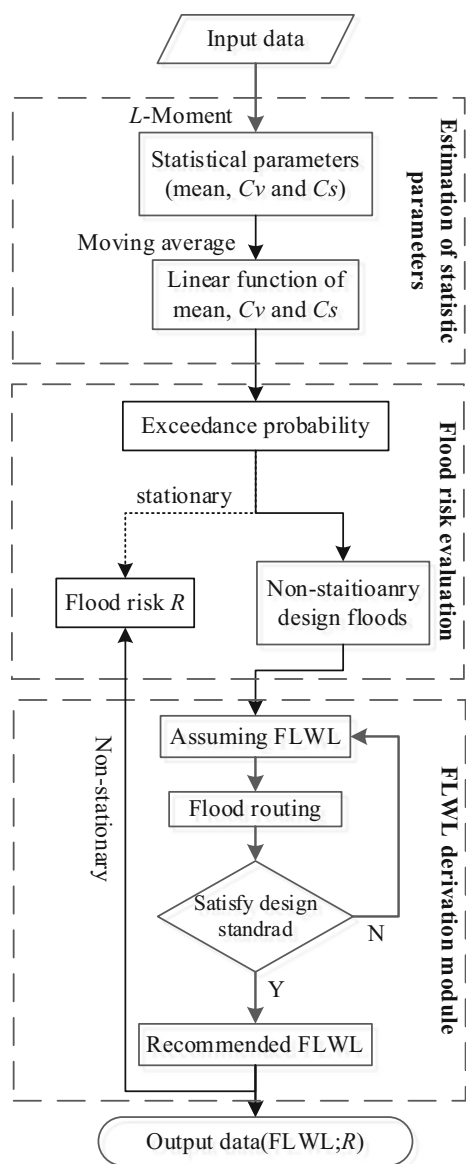 Input data
L-Moment
Statistical parameters
(mean, Cv and Cs)
Moving average
Linear function of
mean, Cv and Cs
Estimation of statistic
parameters
Exceedance probability
stationary
Flood risk R
Non-staitioanry
design floods
Flood risk evaluation
Assuming FLWL
Flood routing
Satisfy design
standrad
N
Y
Recommended FLWL
Non-stationary
FLWL derivation module
Output data(FLWL;R)